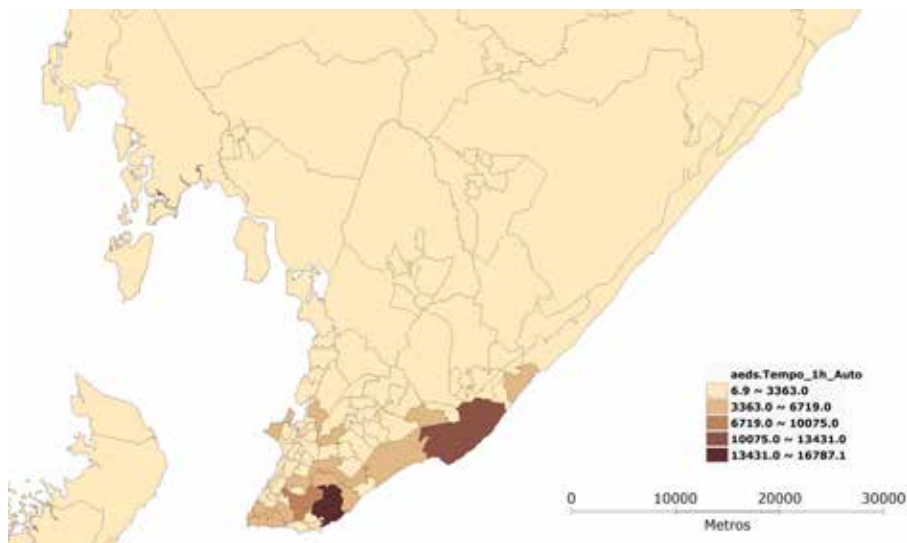 aeds.Tempo_1h_Auto
6.9 ~ 3363.0
3363.0 ~ 6719.0
6719.0 ~ 10075.0
10075.0 ~ 13431.0
13431.0 ~ 16787.1
0 10000 20000 30000
Metros